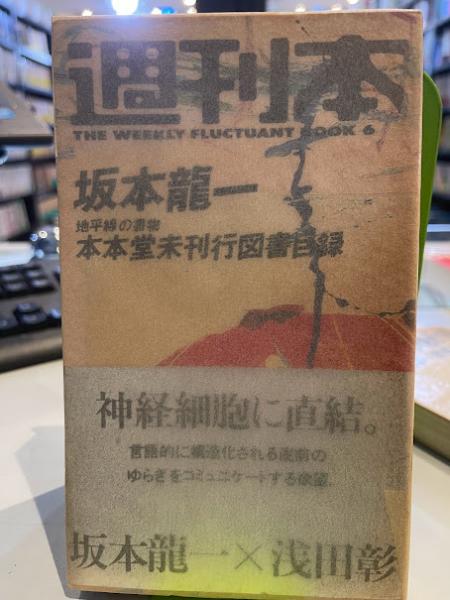 週刊本
THE WEEKLY FLUCTUANT BOOK 6
坂本龍一
地平線の書物
本本堂未刊行図書目録
神経細胞に直結。
言語的に構造化される直前の
ゆらぎをコミュニケートする欲望。
坂本龍一×浅田彰